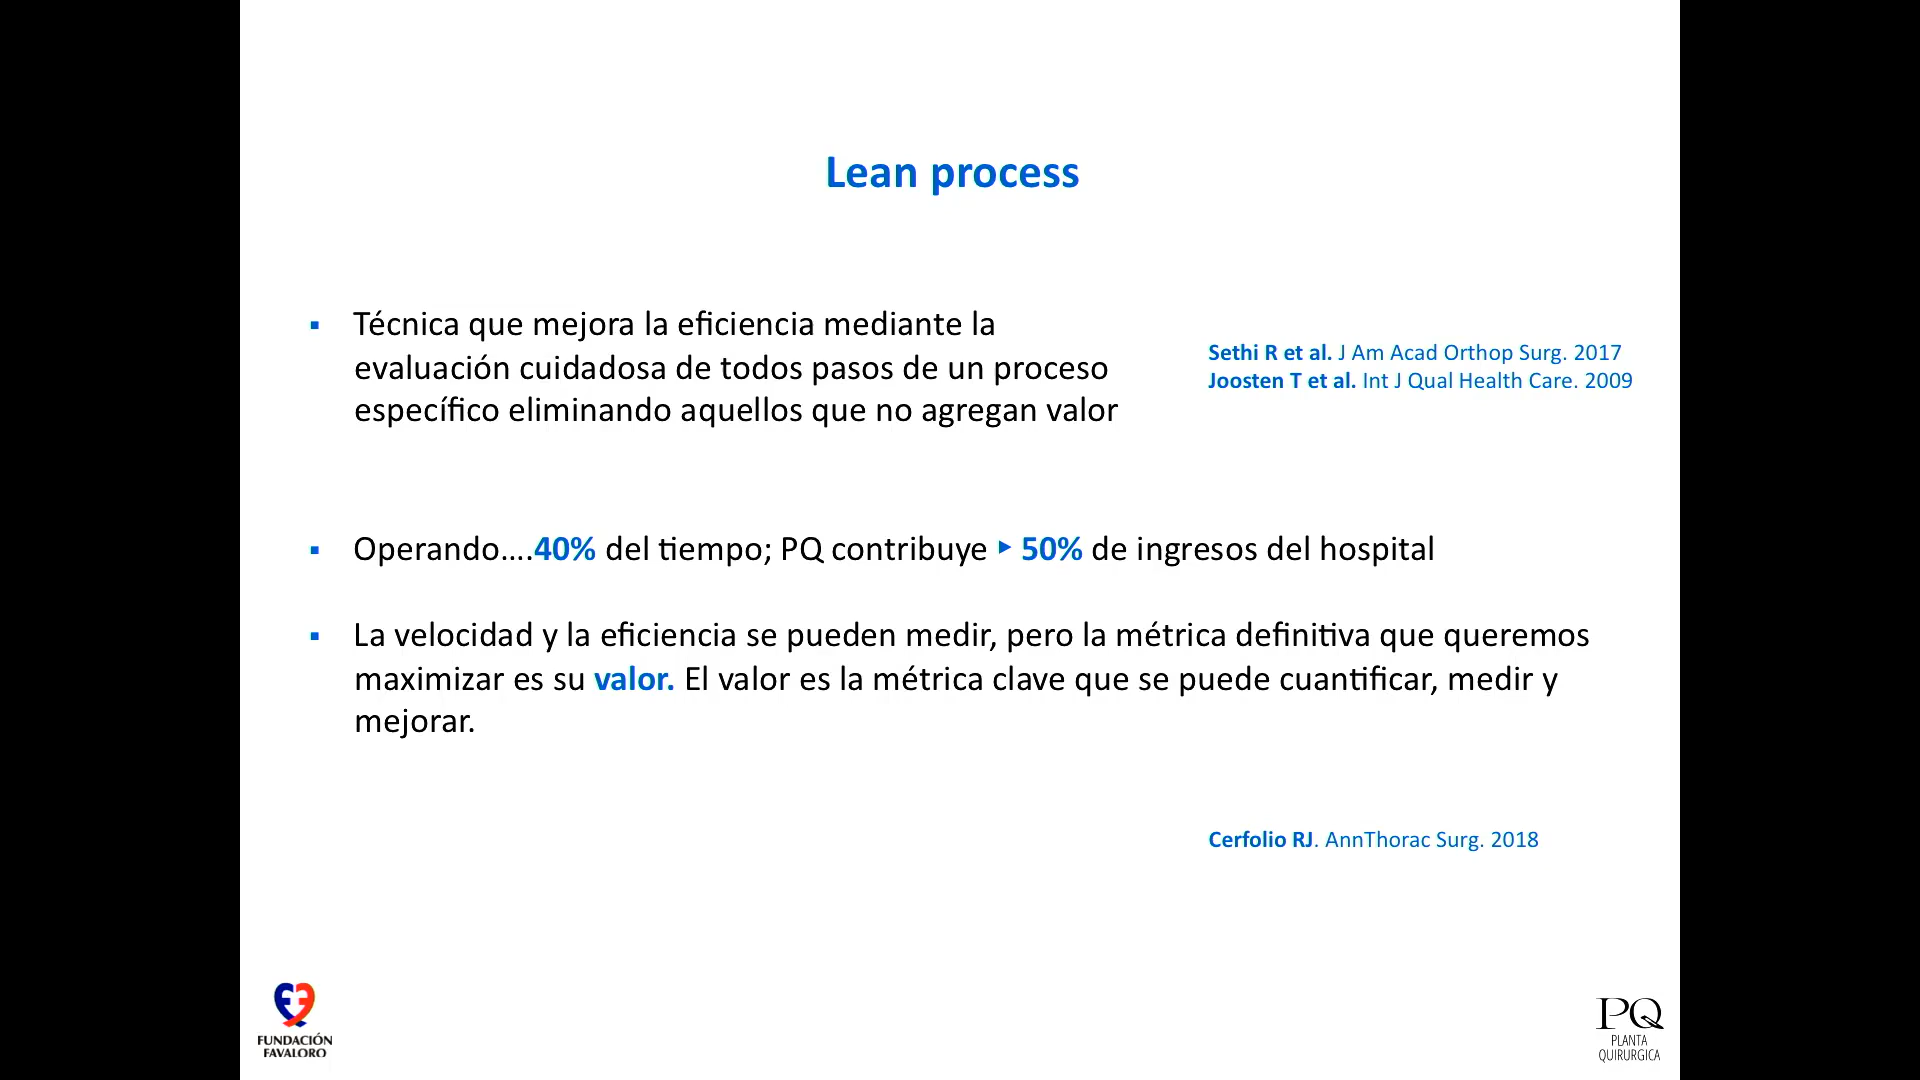 Lean process
▪ Técnica que mejora la eficiencia mediante la
evaluación cuidadosa de todos pasos de un proceso
específico eliminando aquellos que no agregan valor
Sethi R et al. J Am Acad Orthop Surg. 2017
Joosten T et al. Int J Qual Health Care. 2009
▪ Operando....40% del tiempo; PQ contribuye ▸ 50% de ingresos del hospital
▪ La velocidad y la eficiencia se pueden medir, pero la métrica definitiva que queremos
maximizar es su valor. El valor es la métrica clave que se puede cuantificar, medir y
mejorar.
Cerfolio RJ. AnnThorac Surg. 2018
FUNDACIÓN
FAVALORO
PQ
PLANTA
QUIRURGICA